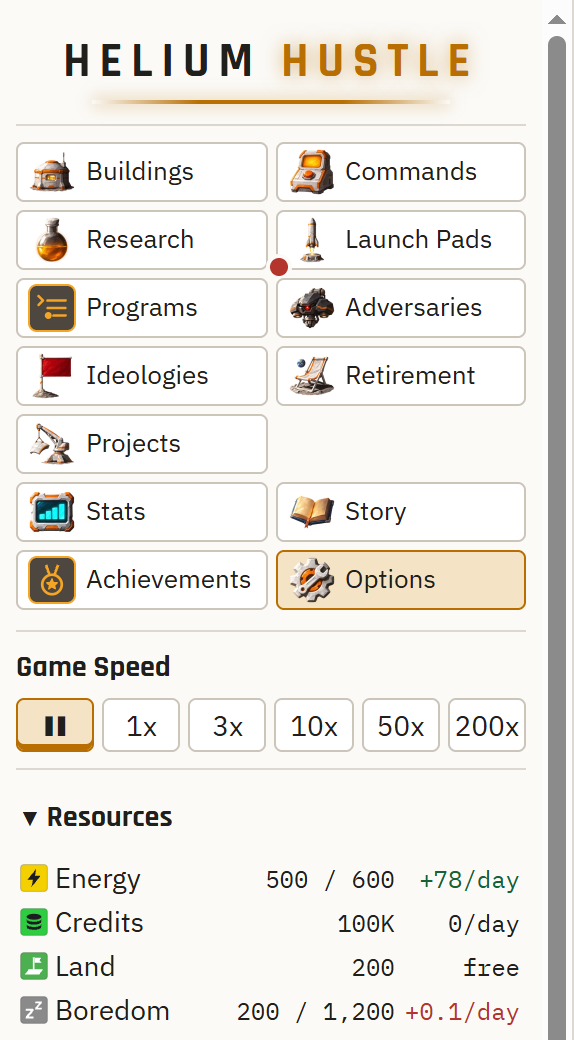 HELIUM HUSTLE
Buildings
Commands
Research
Launch Pads
Programs
Adversaries
Ideologies
Retirement
Projects
Stats
Story
Achievements
Options
Game Speed
1x 3x 10x 50x 200x
▼ Resources
Energy 500 / 600 +78/day
Credits 100K 0/day
Land 200 free
Boredom 200 / 1,200 +0.1/day